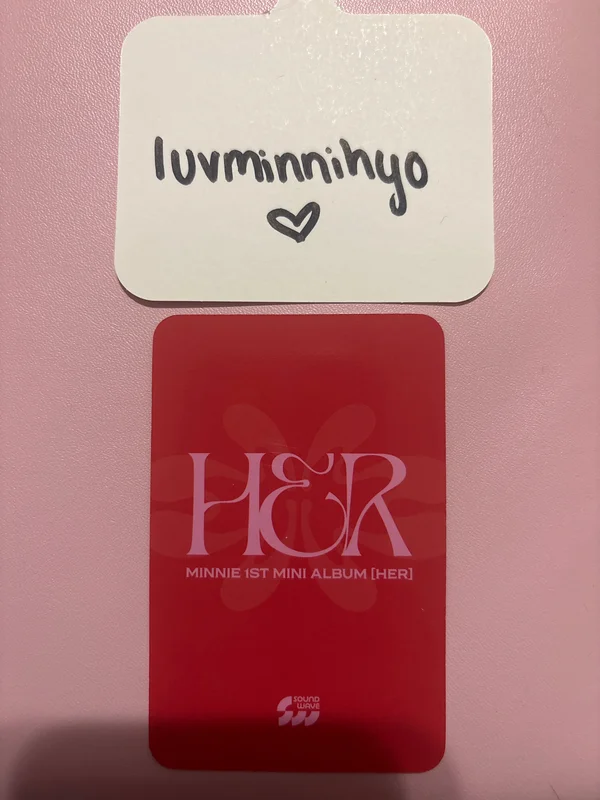 luvminnihyo
HER
MINNIE 1ST MINI ALBUM [HER]
SOUND
WAVE